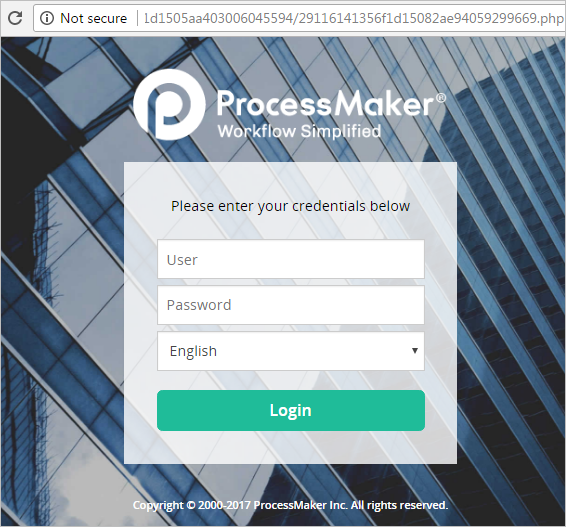 Not secure 1d1505aa403006045594/29116141356f1d15082ae94059299669.php
ProcessMaker®
Workflow Simplified
Please enter your credentials below
User
Password
English
Login
Copyright © 2000-2017 ProcessMaker Inc. All rights reserved.